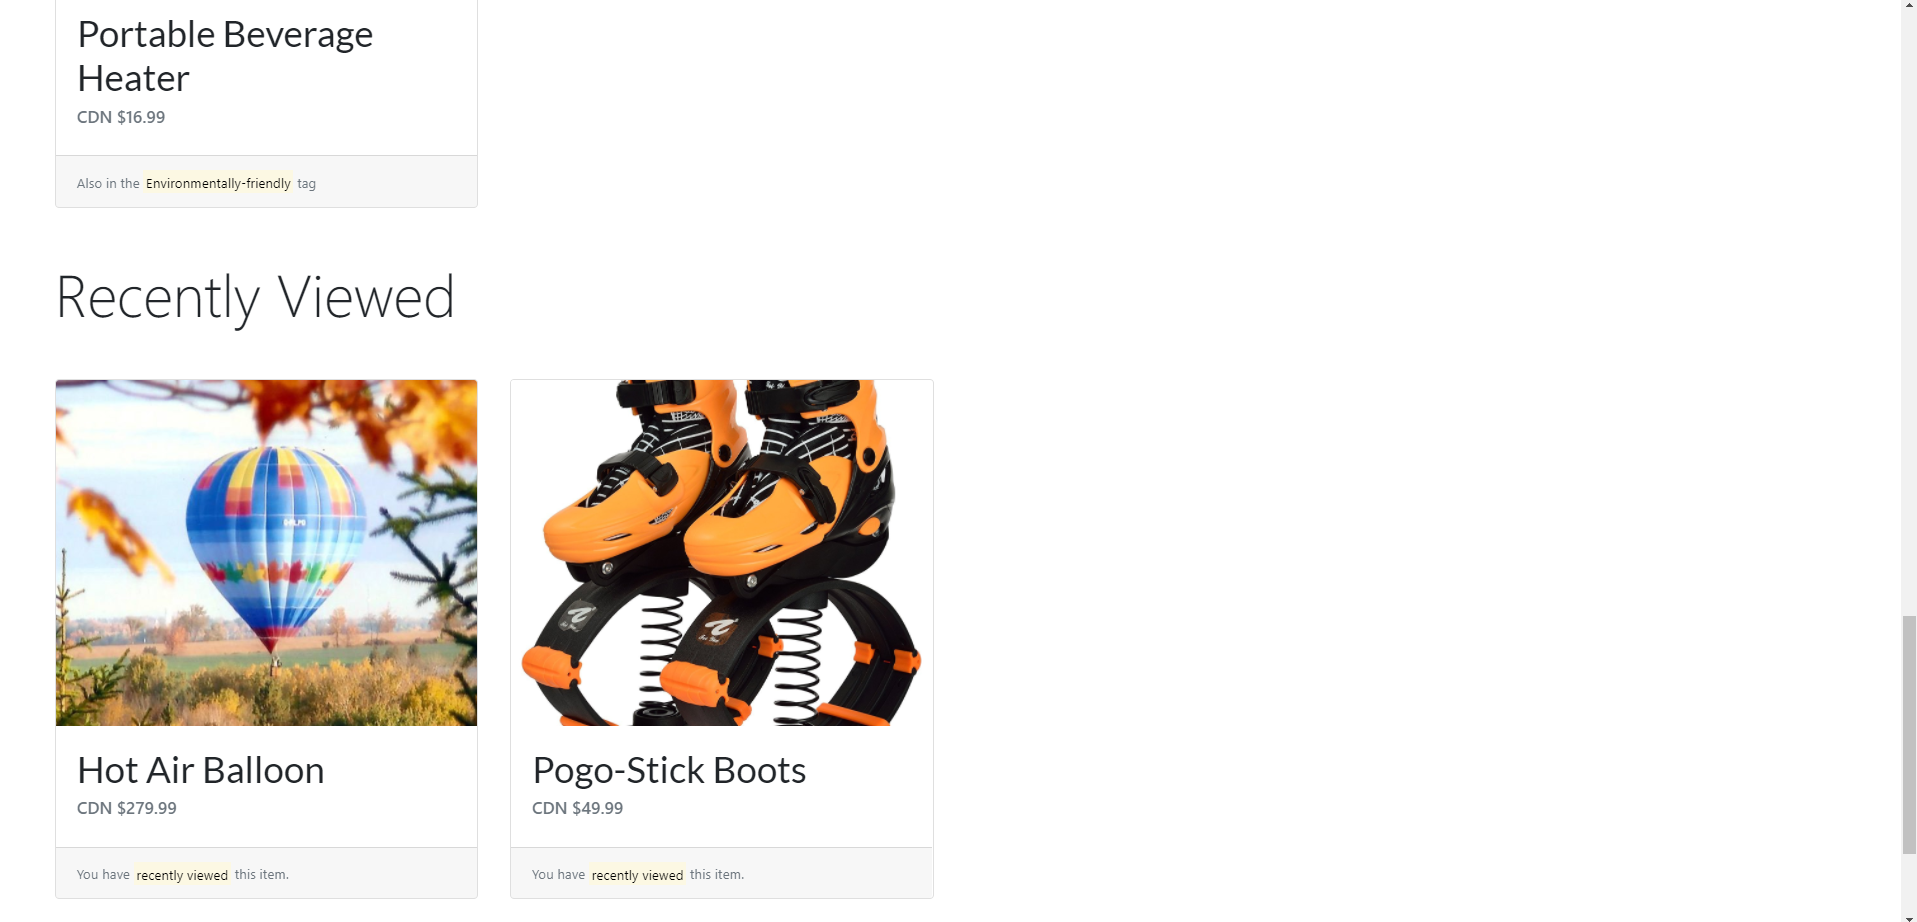 Portable Beverage
Heater
CDN $16.99
Also in the Environmentally-friendly tag
Recently Viewed
Hot Air Balloon
CDN $279.99
You have recently viewed this item.
Pogo-Stick Boots
CDN $49.99
You have recently viewed this item.